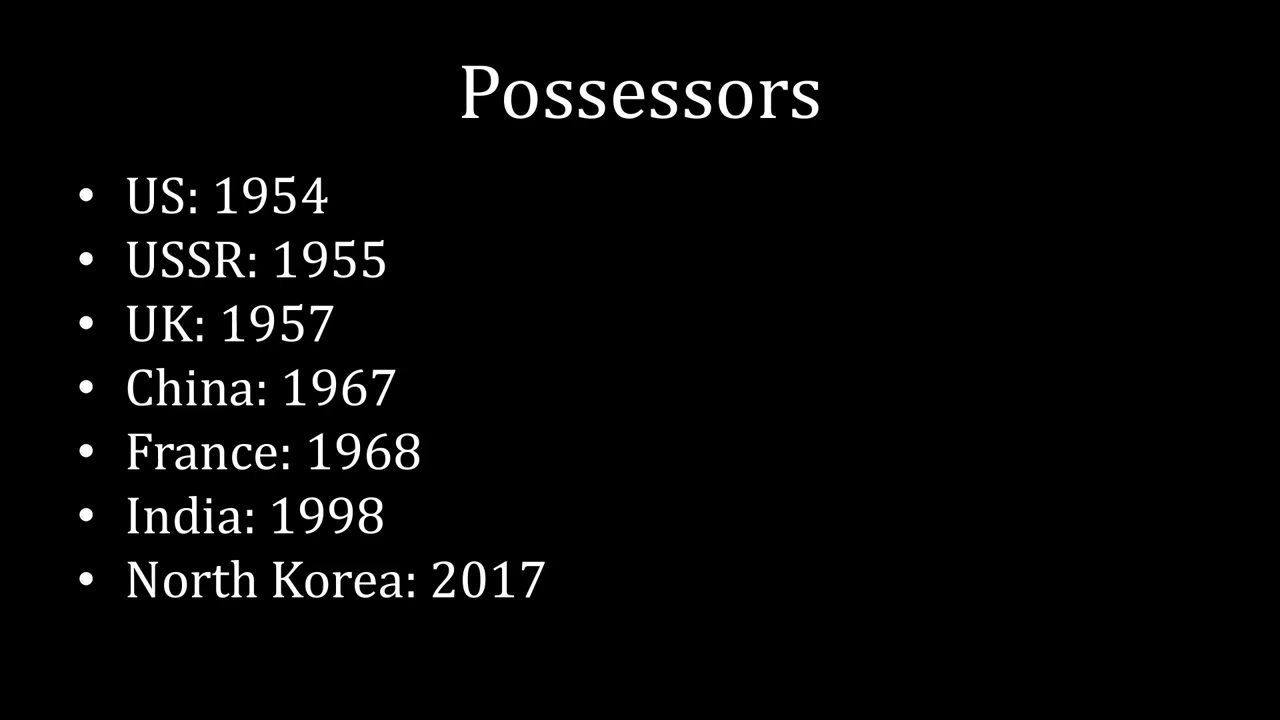 Possessors
• US: 1954
• USSR: 1955
• UK: 1957
• China: 1967
• France: 1968
• India: 1998
• North Korea: 2017